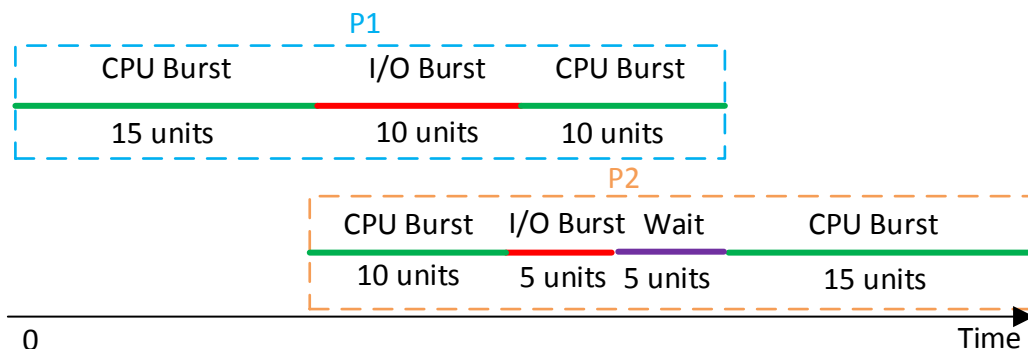 P1
CPU Burst I/O Burst CPU Burst
15 units 10 units 10 units
P2
CPU Burst I/O Burst Wait CPU Burst
10 units 5 units 5 units 15 units
0 Time